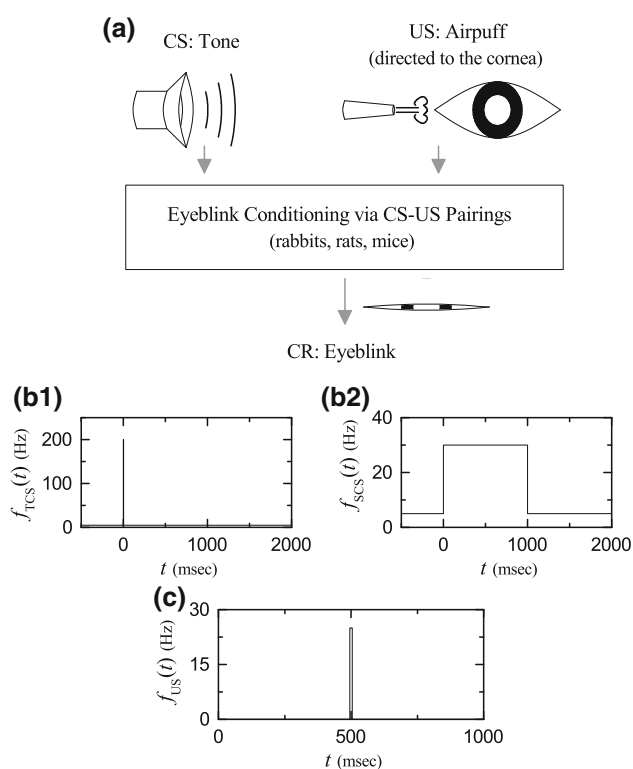 (a)
CS: Tone
US: Airpuff
(directed to the cornea)
Eyeblink Conditioning via CS-US Pairings
(rabbits, rats, mice)
CR: Eyeblink
(b1)
f_TCS(t) (Hz)
200
100
0
0 1000 2000
t (msec)
(b2)
f_SCS(t) (Hz)
40
20
0
0 1000 2000
t (msec)
(c)
f_US(t) (Hz)
30
15
0
0 500 1000
t (msec)